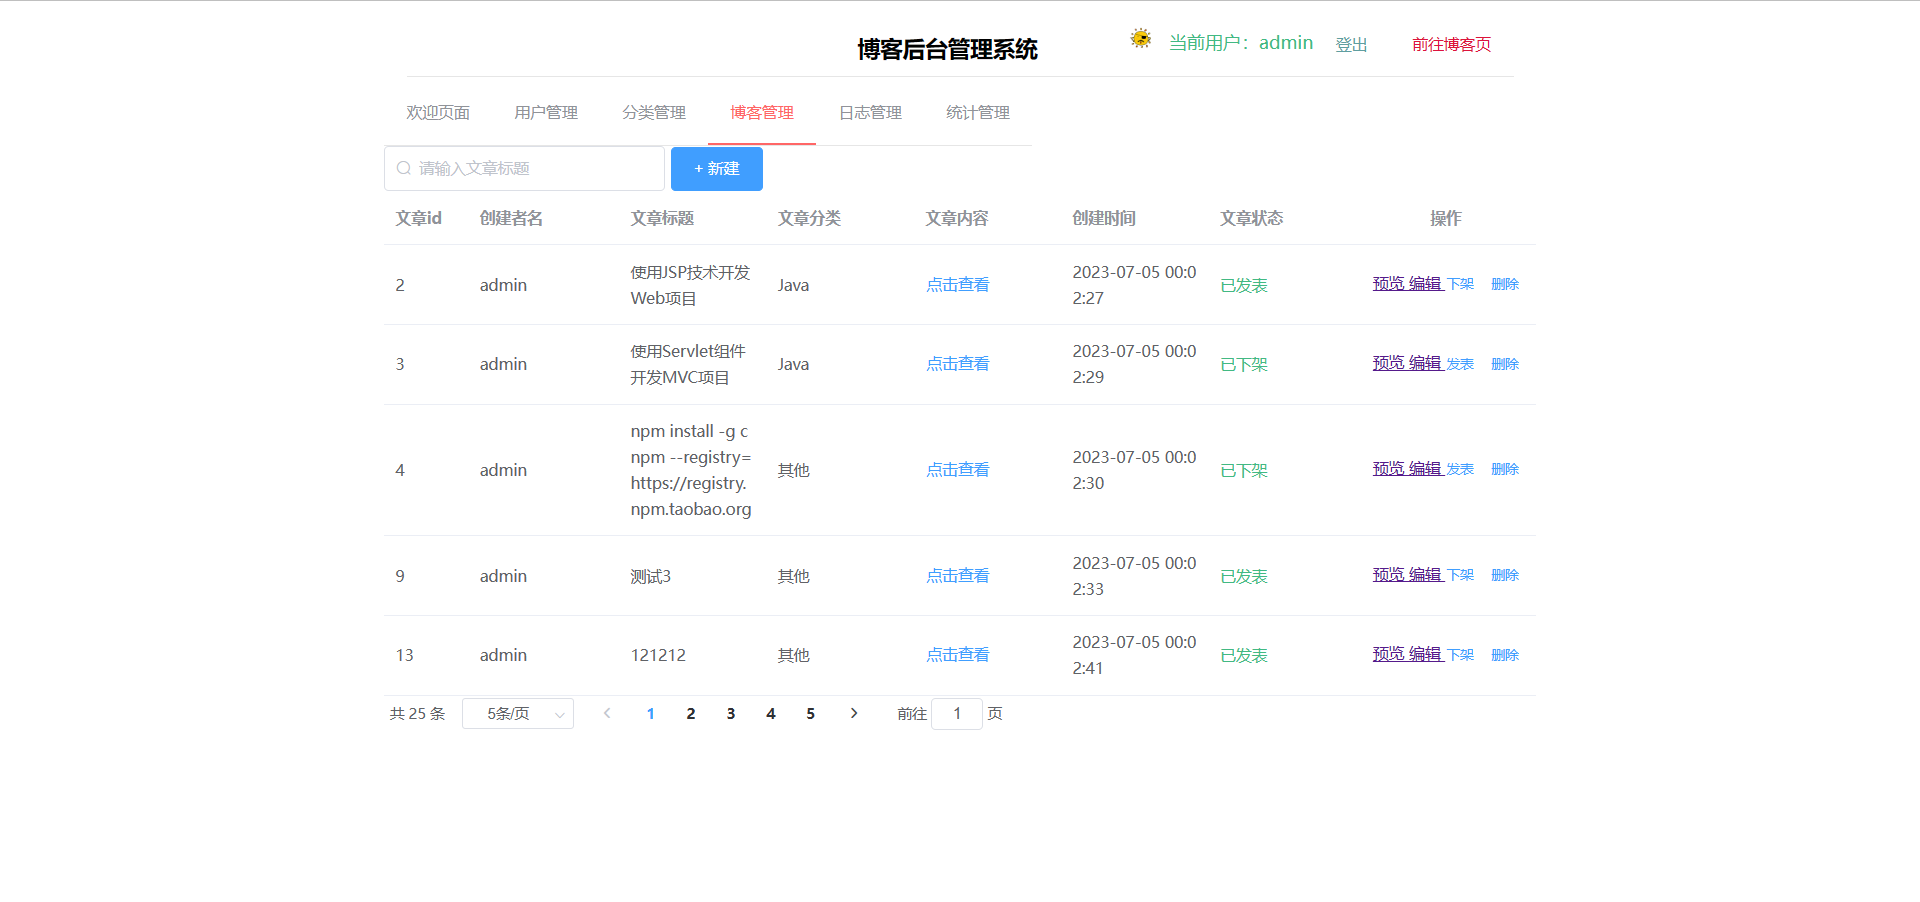 博客后台管理系统
当前用户：admin 登出 前往博客页
欢迎页面 用户管理 分类管理 博客管理 日志管理 统计管理
请输入文章标题 + 新建
文章id 创建者名 文章标题 文章分类 文章内容 创建时间 文章状态 操作
2 admin 使用JSP技术开发 Java 点击查看 2023-07-05 00:0 已发表 预览 编辑 下架 删除
Web项目 2:27
3 admin 使用Servlet组件 Java 点击查看 2023-07-05 00:0 已下架 预览 编辑 发表 删除
开发MVC项目 2:29
npm install -g c
npm --registry=
4 admin https://registry. 其他 点击查看 2023-07-05 00:0 已下架 预览 编辑 发表 删除
npm.taobao.org 2:30
9 admin 测试3 其他 点击查看 2023-07-05 00:0 已发表 预览 编辑 下架 删除
2:33
13 admin 121212 其他 点击查看 2023-07-05 00:0 已发表 预览 编辑 下架 删除
2:41
共 25 条 5条/页 1 2 3 4 5 前往 1 页